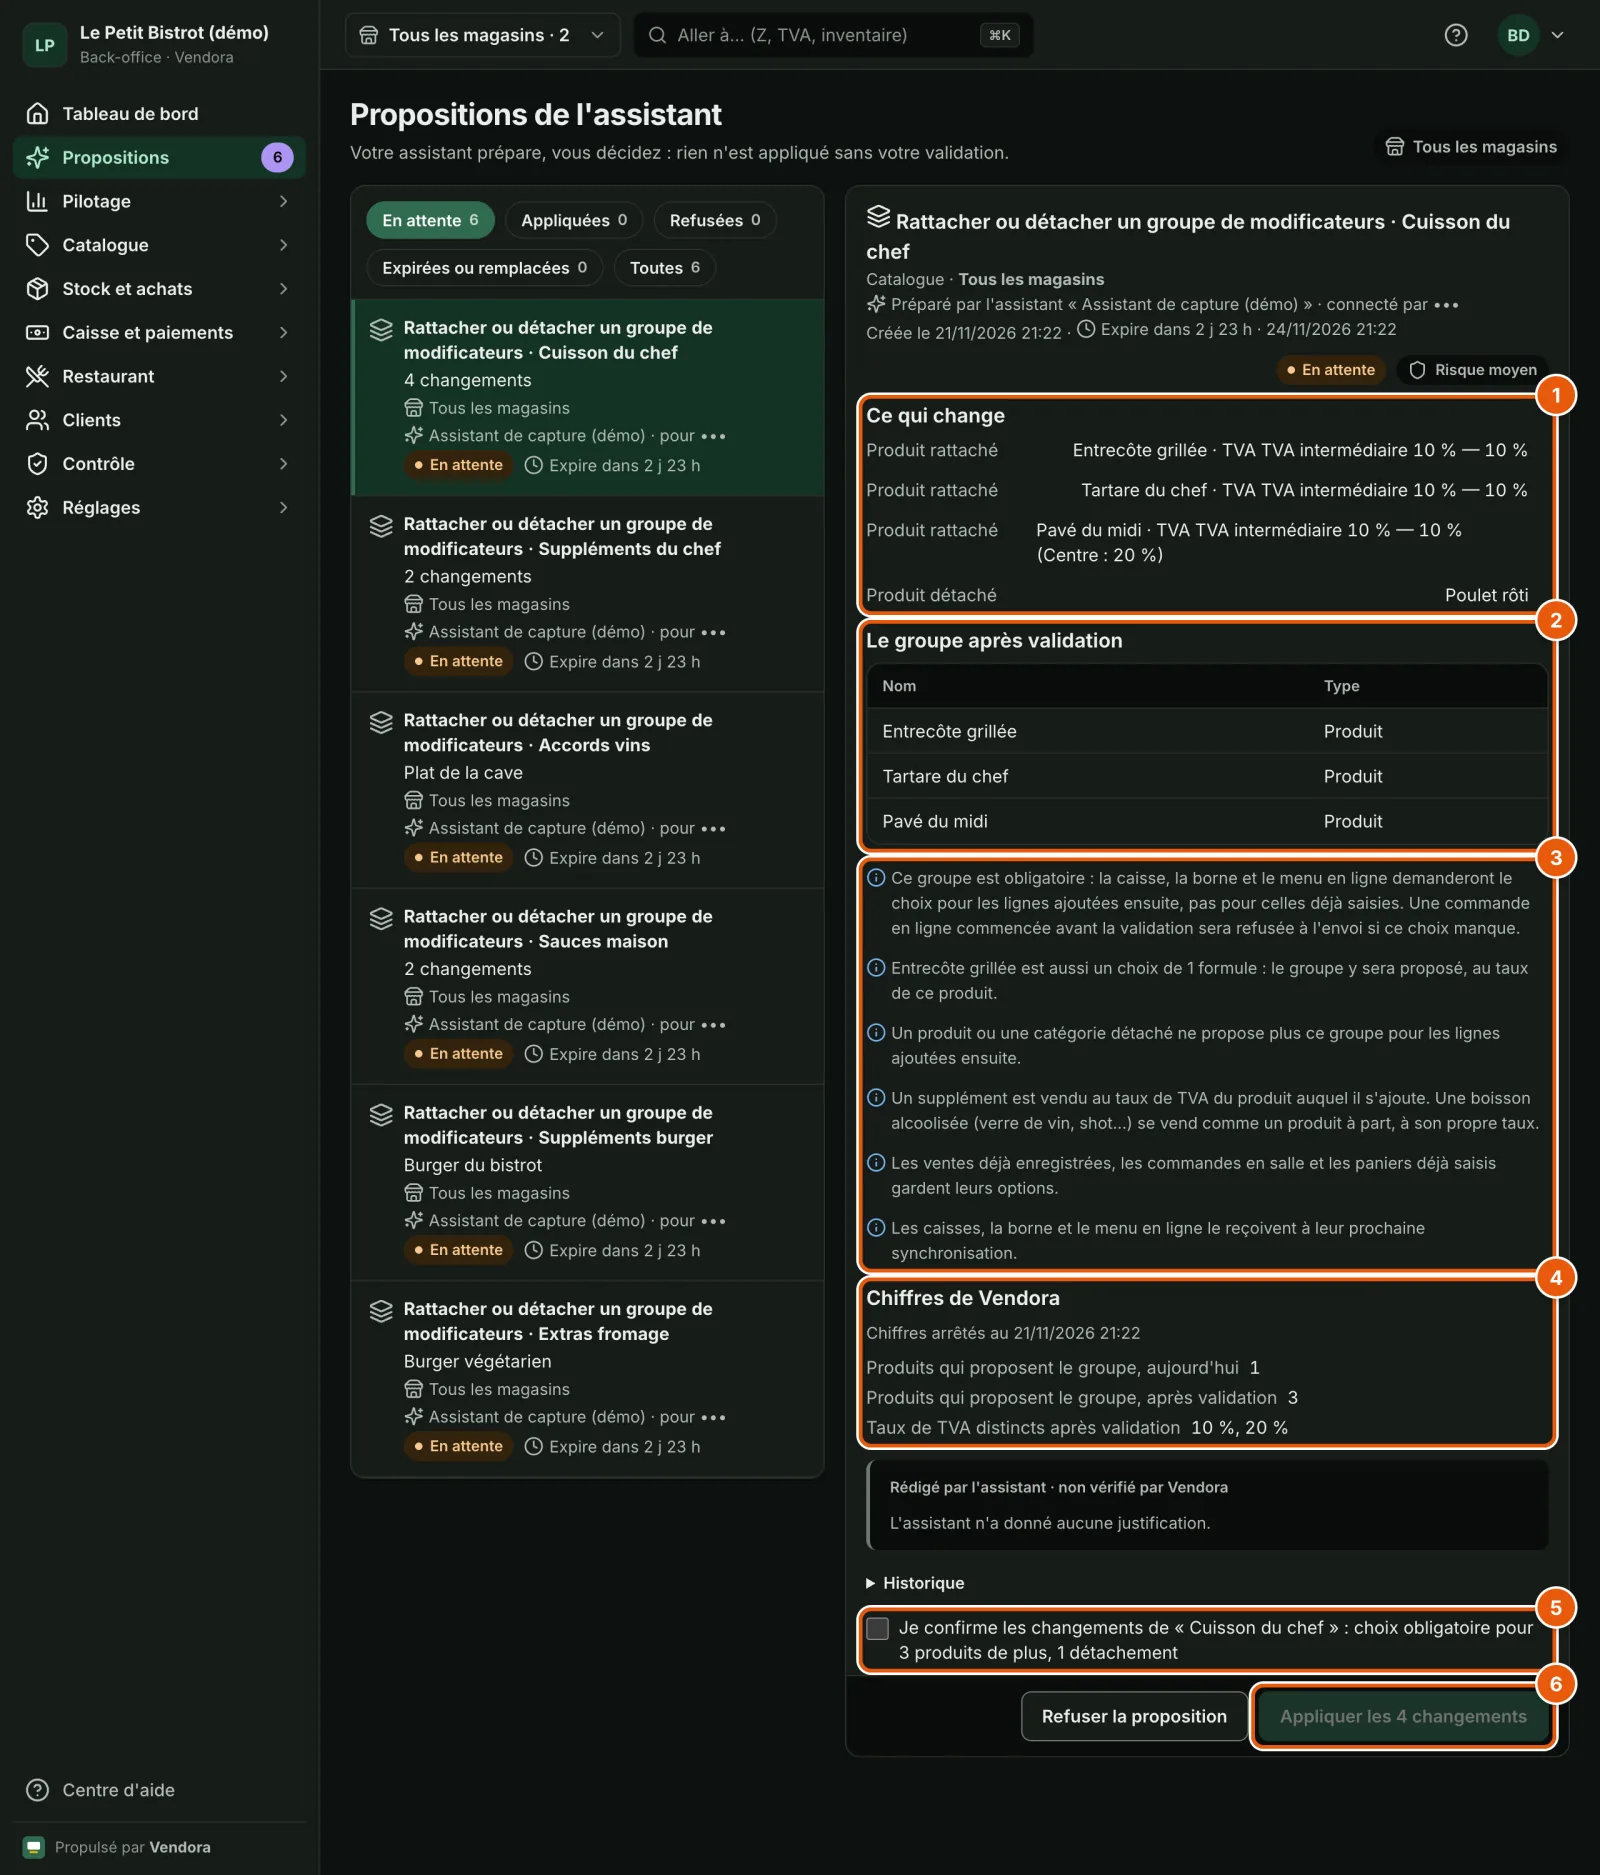 LP
Le Petit Bistrot (démo)
Back-office · Vendora
Tableau de bord
Propositions 6
Pilotage
Catalogue
Stock et achats
Caisse et paiements
Restaurant
Clients
Contrôle
Réglages
Centre d'aide
Propulsé par Vendora
Tous les magasins · 2
Aller à... (Z, TVA, inventaire) ⌘K
BD
Propositions de l'assistant
Votre assistant prépare, vous décidez : rien n'est appliqué sans votre validation.
Tous les magasins
En attente 6
Appliquées 0
Refusées 0
Expirées ou remplacées 0
Toutes 6
Rattacher ou détacher un groupe de
modificateurs · Cuisson du chef
4 changements
Tous les magasins
Assistant de capture (démo) · pour •••
En attente
Expire dans 2 j 23 h
Rattacher ou détacher un groupe de
modificateurs · Suppléments du chef
2 changements
Tous les magasins
Assistant de capture (démo) · pour •••
En attente
Expire dans 2 j 23 h
Rattacher ou détacher un groupe de
modificateurs · Accords vins
Plat de la cave
Tous les magasins
Assistant de capture (démo) · pour •••
En attente
Expire dans 2 j 23 h
Rattacher ou détacher un groupe de
modificateurs · Sauces maison
2 changements
Tous les magasins
Assistant de capture (démo) · pour •••
En attente
Expire dans 2 j 23 h
Rattacher ou détacher un groupe de
modificateurs · Suppléments burger
Burger du bistrot
Tous les magasins
Assistant de capture (démo) · pour •••
En attente
Expire dans 2 j 23 h
Rattacher ou détacher un groupe de
modificateurs · Extras fromage
Burger végétarien
Tous les magasins
Assistant de capture (démo) · pour •••
En attente
Expire dans 2 j 23 h
Rattacher ou détacher un groupe de modificateurs · Cuisson du
chef
Catalogue · Tous les magasins
Préparé par l'assistant « Assistant de capture (démo) » · connecté par •••
Créée le 21/11/2026 21:22 · Expire dans 2 j 23 h · 24/11/2026 21:22
En attente
Risque moyen
1
Ce qui change
Produit rattaché Entrecôte grillée · TVA TVA intermédiaire 10 % — 10 %
Produit rattaché Tartare du chef · TVA TVA intermédiaire 10 % — 10 %
Produit rattaché Pavé du midi · TVA TVA intermédiaire 10 % — 10 %
(Centre : 20 %)
Produit détaché Poulet rôti
2
Le groupe après validation
Nom Type
Entrecôte grillée Produit
Tartare du chef Produit
Pavé du midi Produit
3
Ce groupe est obligatoire : la caisse, la borne et le menu en ligne demanderont le
choix pour les lignes ajoutées ensuite, pas pour celles déjà saisies. Une commande
en ligne commencée avant la validation sera refusée à l'envoi si ce choix manque.
Entrecôte grillée est aussi un choix de 1 formule : le groupe y sera proposé, au taux
de ce produit.
Un produit ou une catégorie détaché ne propose plus ce groupe pour les lignes
ajoutées ensuite.
Un supplément est vendu au taux de TVA du produit auquel il s'ajoute. Une boisson
alcoolisée (verre de vin, shot...) se vend comme un produit à part, à son propre taux.
Les ventes déjà enregistrées, les commandes en salle et les paniers déjà saisis
gardent leurs options.
Les caisses, la borne et le menu en ligne le reçoivent à leur prochaine
synchronisation.
4
Chiffres de Vendora
Chiffres arrêtés au 21/11/2026 21:22
Produits qui proposent le groupe, aujourd'hui 1
Produits qui proposent le groupe, après validation 3
Taux de TVA distincts après validation 10 %, 20 %
Rédigé par l'assistant · non vérifié par Vendora
L'assistant n'a donné aucune justification.
Historique
5
Je confirme les changements de « Cuisson du chef » : choix obligatoire pour
3 produits de plus, 1 détachement
6
Refuser la proposition
Appliquer les 4 changements